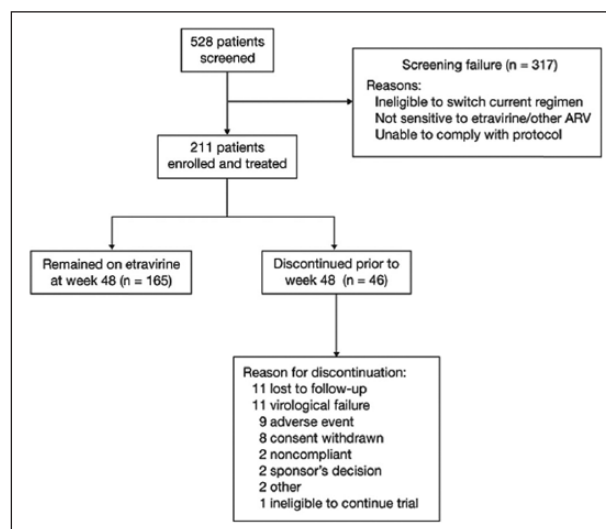 528 patients
screened
Screening failure (n = 317)
Reasons:
Ineligible to switch current regimen
Not sensitive to etravirine/other ARV
Unable to comply with protocol
211 patients
enrolled and treated
Remained on etravirine
at week 48 (n = 165)
Discontinued prior to
week 48 (n = 46)
Reason for discontinuation:
11 lost to follow-up
11 virological failure
9 adverse event
8 consent withdrawn
2 noncompliant
2 sponsor's decision
2 other
1 ineligible to continue trial